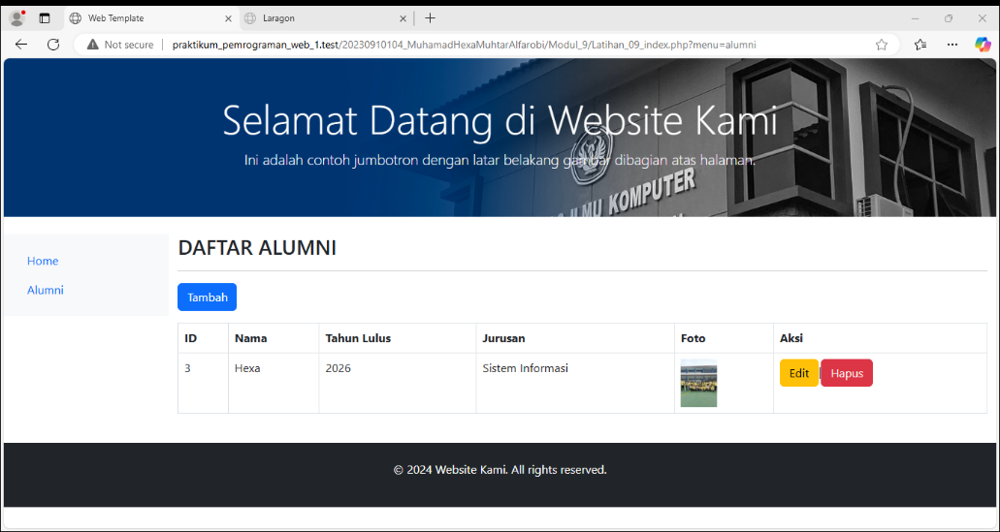 Web Template
Laragon
Not secure
praktikum_pemrograman_web_1.test/20230910104_MuhamadHexaMuhtarAlfarobi/Modul_9/Latihan_09_index.php?menu=alumni
Selamat Datang di Website Kami
Ini adalah contoh jumbotron dengan latar belakang gambar dibagian atas halaman.
ILMU KOMPUTER
Home
Alumni
DAFTAR ALUMNI
Tambah
ID Nama Tahun Lulus Jurusan Foto Aksi
3 Hexa 2026 Sistem Informasi Edit | Hapus
© 2024 Website Kami. All rights reserved.